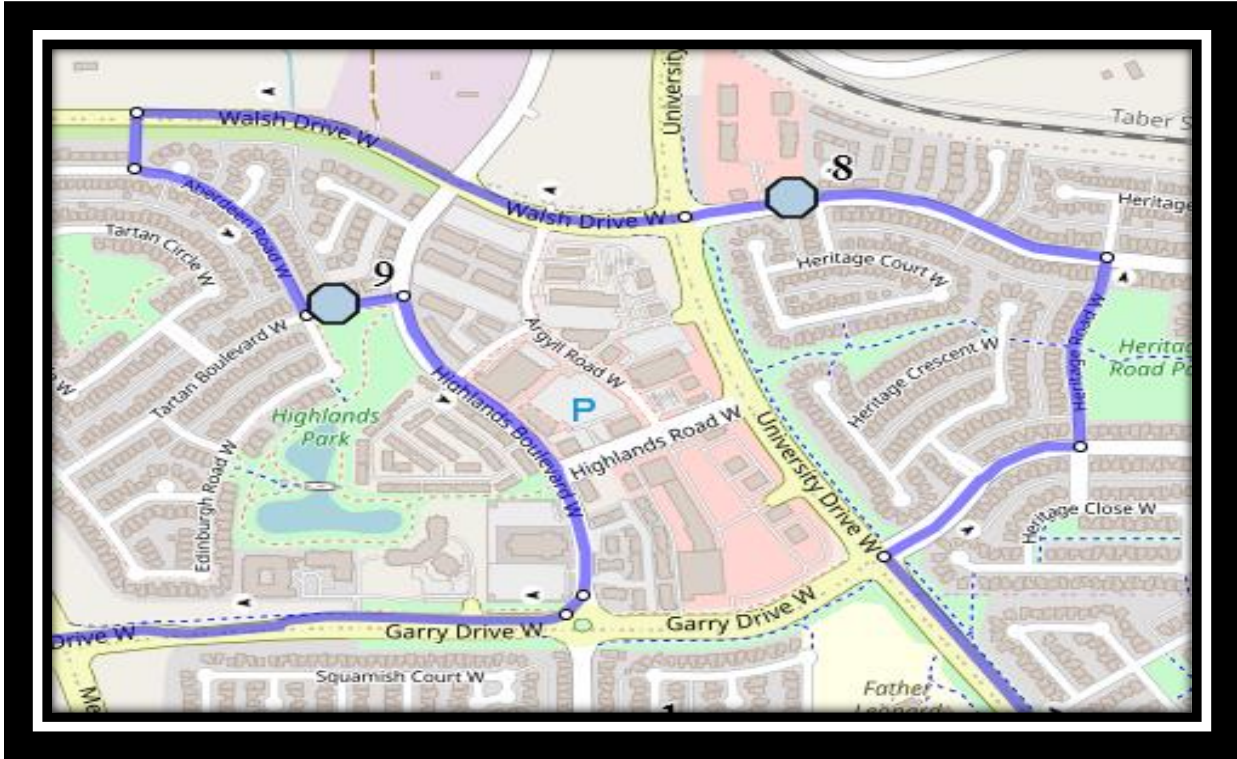 University
Taber S
Walsh Drive W
8
Walsh Drive W
Heritage
Aberdeen Road W
Tartan Circle W
Heritage Court W
9
Heritage Road W
Argyll Road W
Tartan Boulevard W
Heritage Crescent W
Heritag
Road Pa
Highlands Boulevard W
P
Highlands
Park
Highlands Road W
University Drive W
Edinburgh Road W
Heritage Close W
Drive W
Garry Drive W
Garry Drive W
Squamish Court W
Me
Father
Leonard